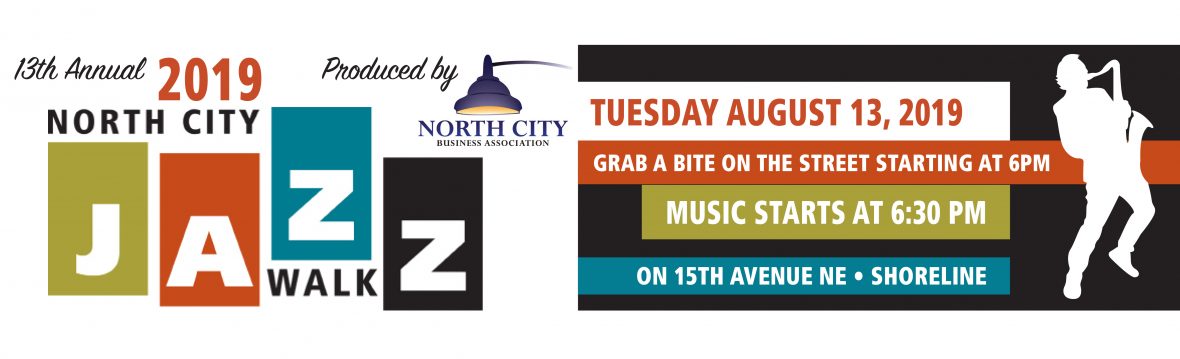 13th Annual 2019
Produced by
NORTH CITY
JAZZ
WALK
NORTH CITY
BUSINESS ASSOCIATION
TUESDAY AUGUST 13, 2019
GRAB A BITE ON THE STREET STARTING AT 6PM
MUSIC STARTS AT 6:30 PM
ON 15TH AVENUE NE • SHORELINE